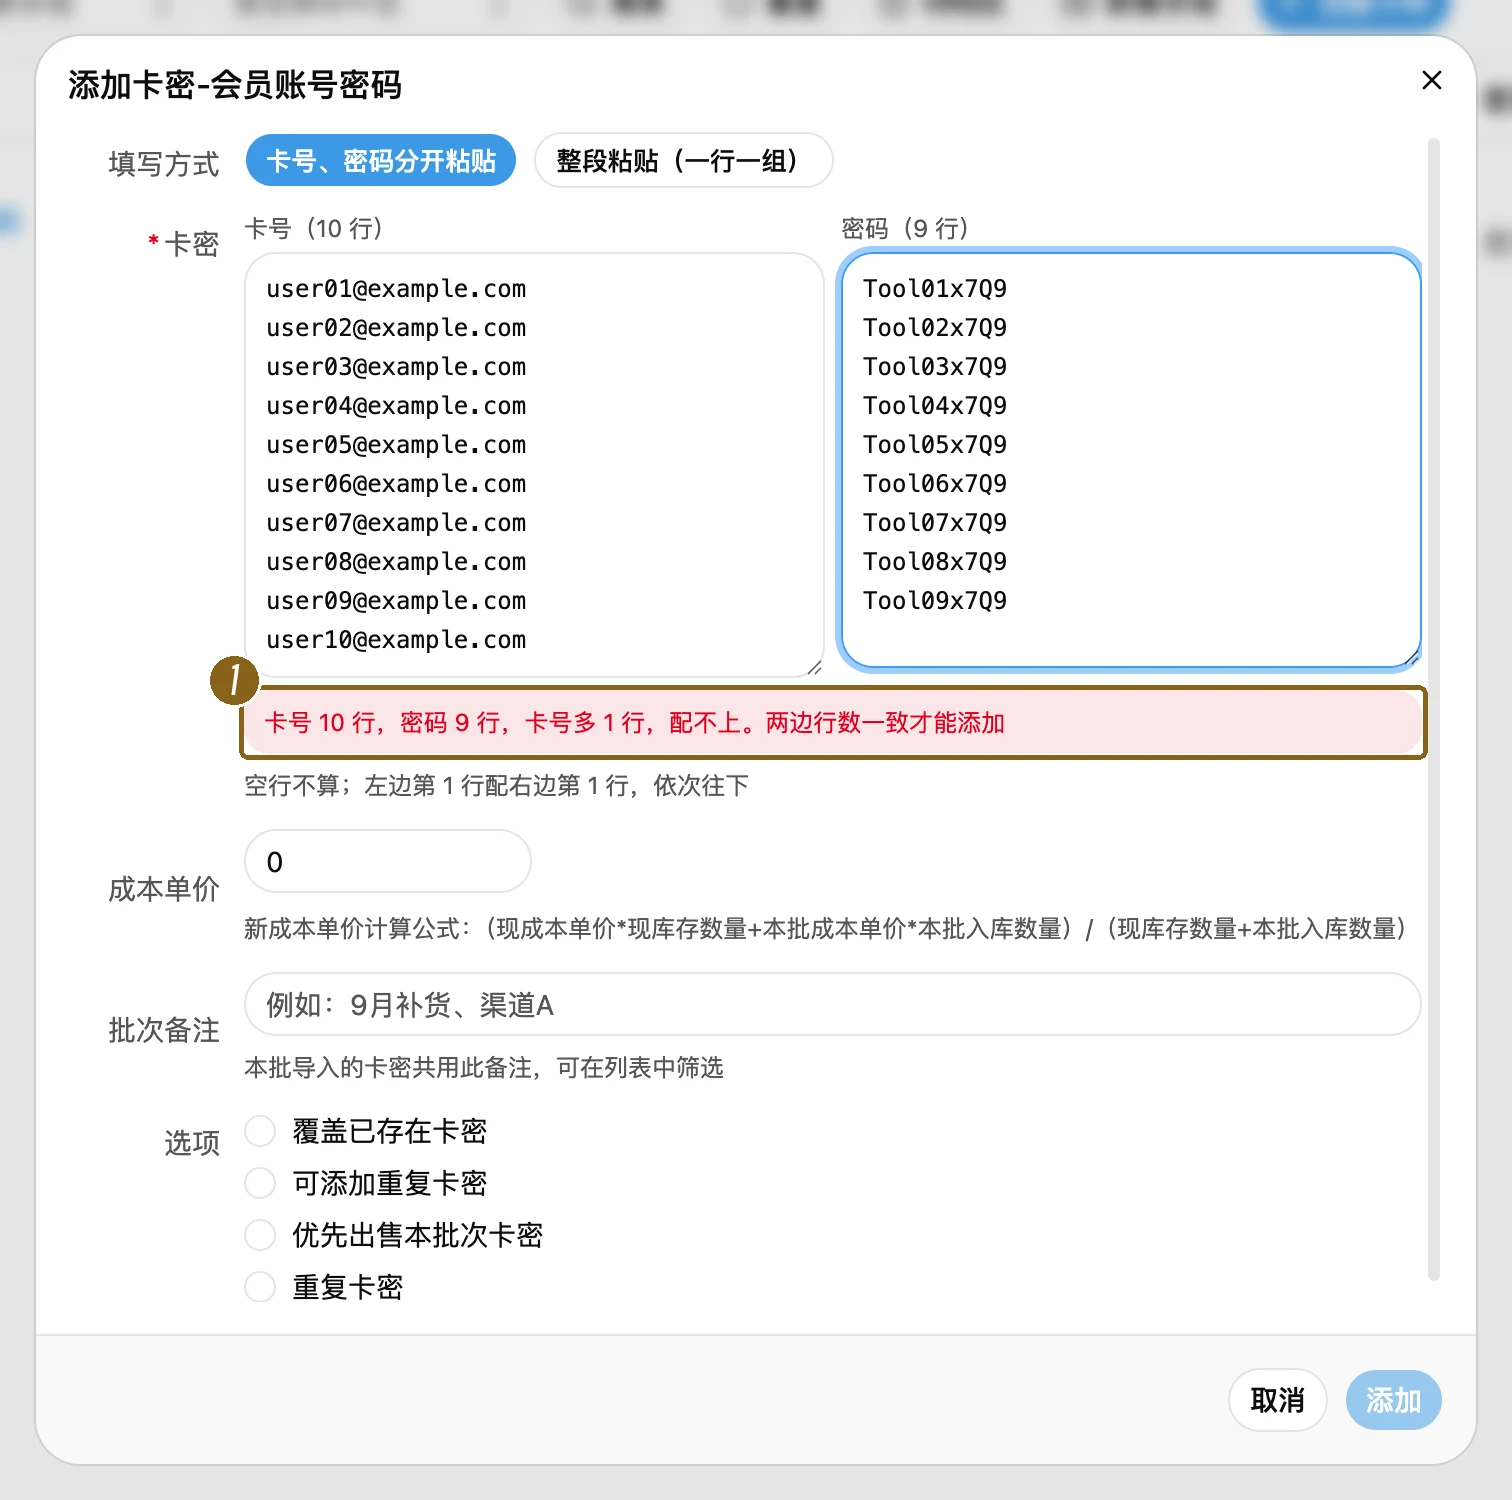 添加卡密-会员账号密码
填写方式
卡号、密码分开粘贴
整段粘贴（一行一组）
*卡密
卡号（10 行）
user01@example.com
user02@example.com
user03@example.com
user04@example.com
user05@example.com
user06@example.com
user07@example.com
user08@example.com
user09@example.com
user10@example.com
密码（9 行）
Tool01x7Q9
Tool02x7Q9
Tool03x7Q9
Tool04x7Q9
Tool05x7Q9
Tool06x7Q9
Tool07x7Q9
Tool08x7Q9
Tool09x7Q9
1
卡号 10 行，密码 9 行，卡号多 1 行，配不上。两边行数一致才能添加
空行不算；左边第 1 行配右边第 1 行，依次往下
成本单价
0
新成本单价计算公式：（现成本单价*现库存数量+本批成本单价*本批入库数量）/（现库存数量+本批入库数量）
批次备注
例如：9月补货、渠道A
本批导入的卡密共用此备注，可在列表中筛选
选项
覆盖已存在卡密
可添加重复卡密
优先出售本批次卡密
重复卡密
取消
添加